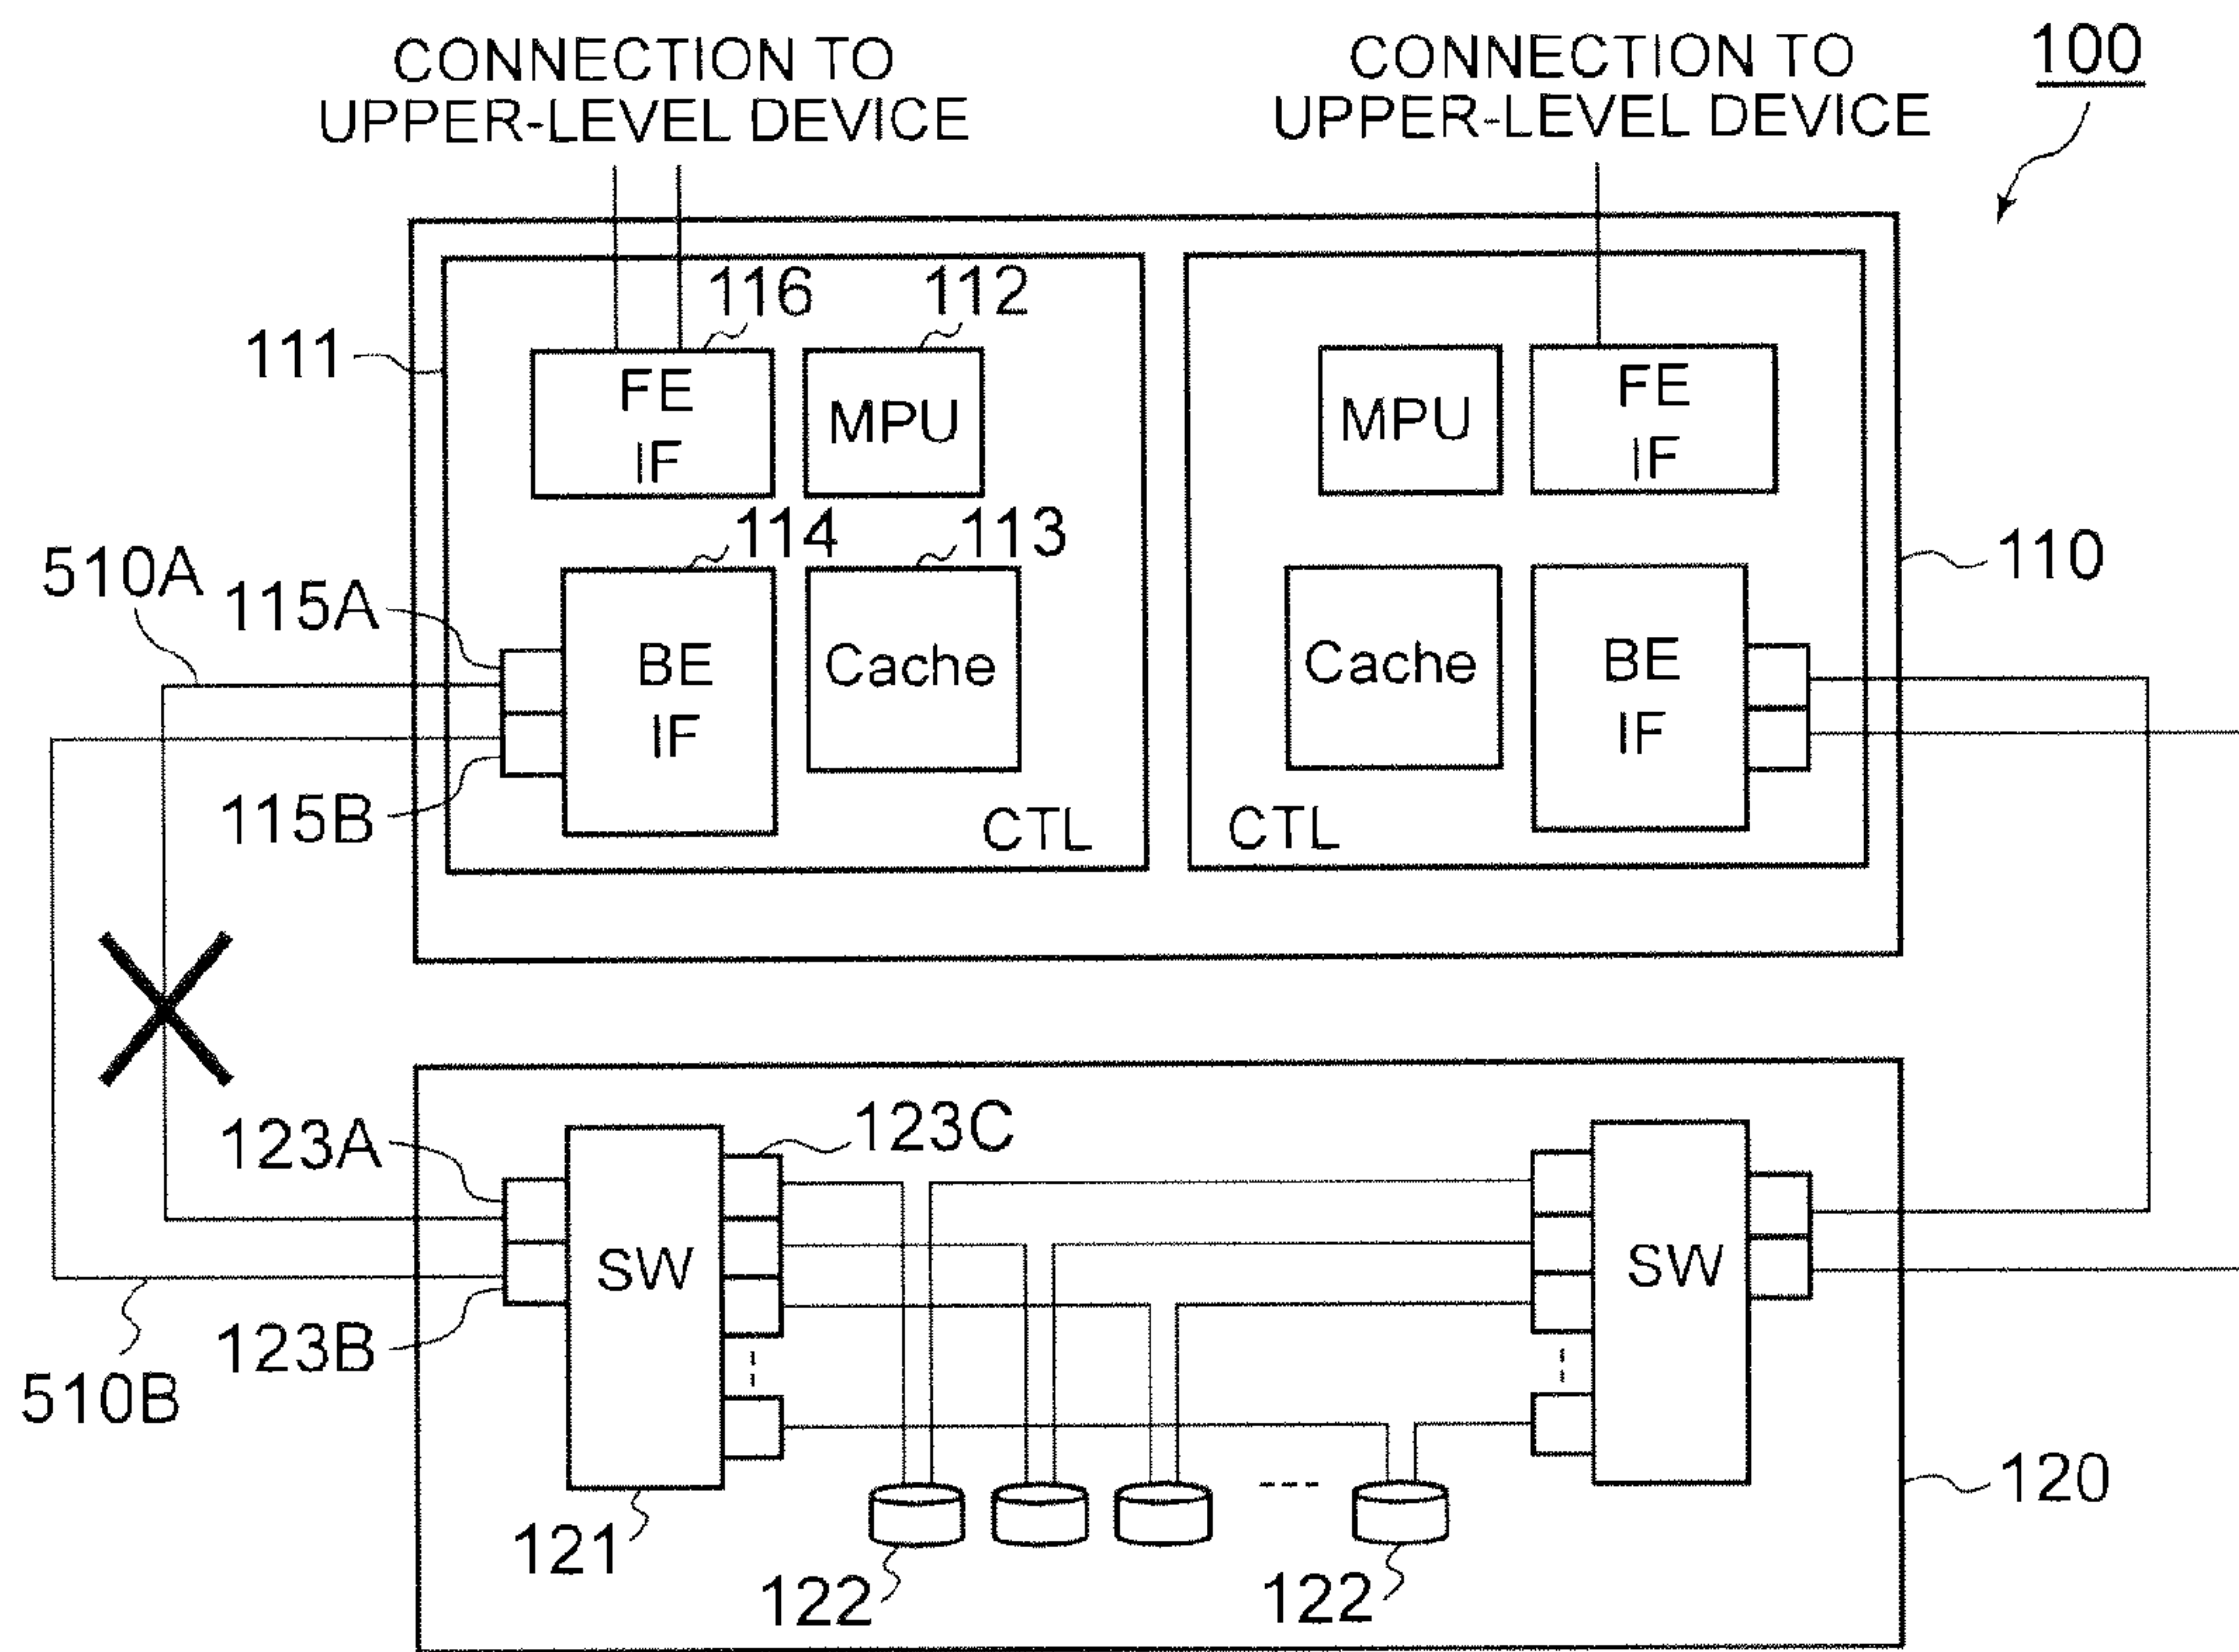 CONNECTION TO
UPPER-LEVEL DEVICE
CONNECTION TO
UPPER-LEVEL DEVICE
100
116
112
111
FE
IF
MPU
MPU
FE
IF
114
113
110
510A
115A
BE
IF
Cache
Cache
BE
IF
115B
CTL
CTL
123A
123C
SW
SW
123B
510B
121
122
122
120